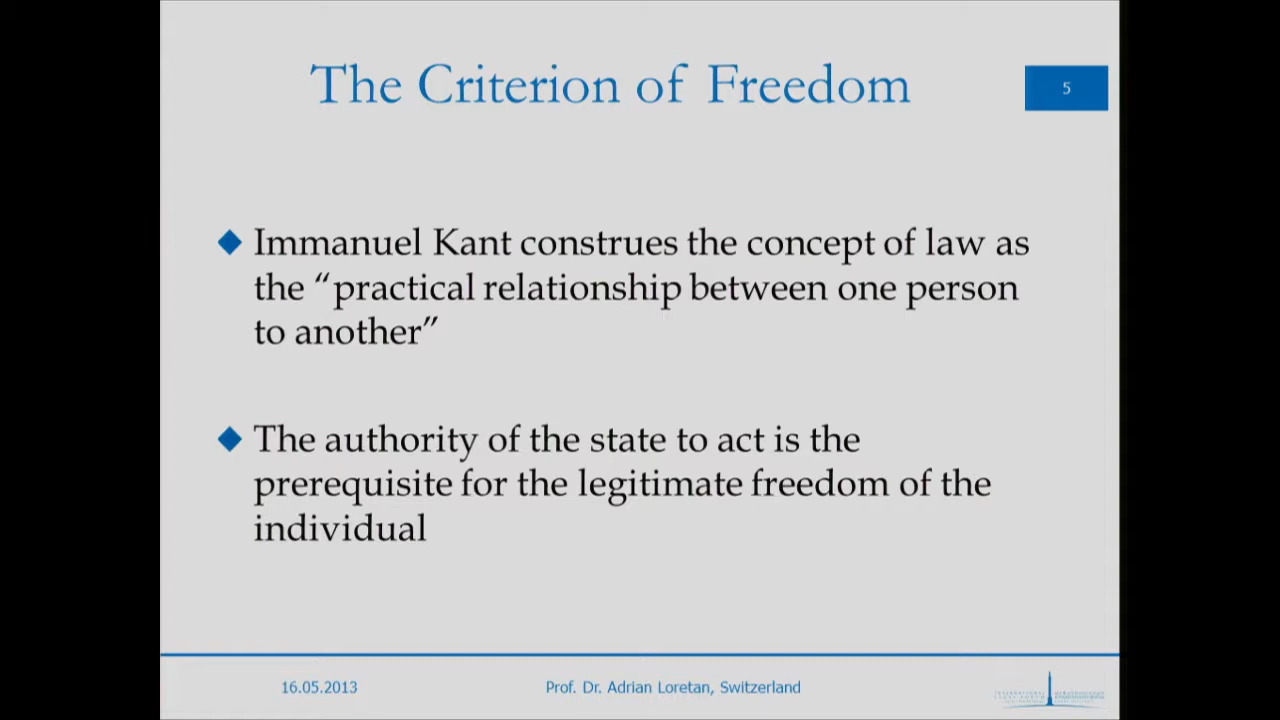 The Criterion of Freedom
5
Immanuel Kant construes the concept of law as
the “practical relationship between one person
to another”
The authority of the state to act is the
prerequisite for the legitimate freedom of the
individual
16.05.2013
Prof. Dr. Adrian Loretan, Switzerland
INTERNATIONAL